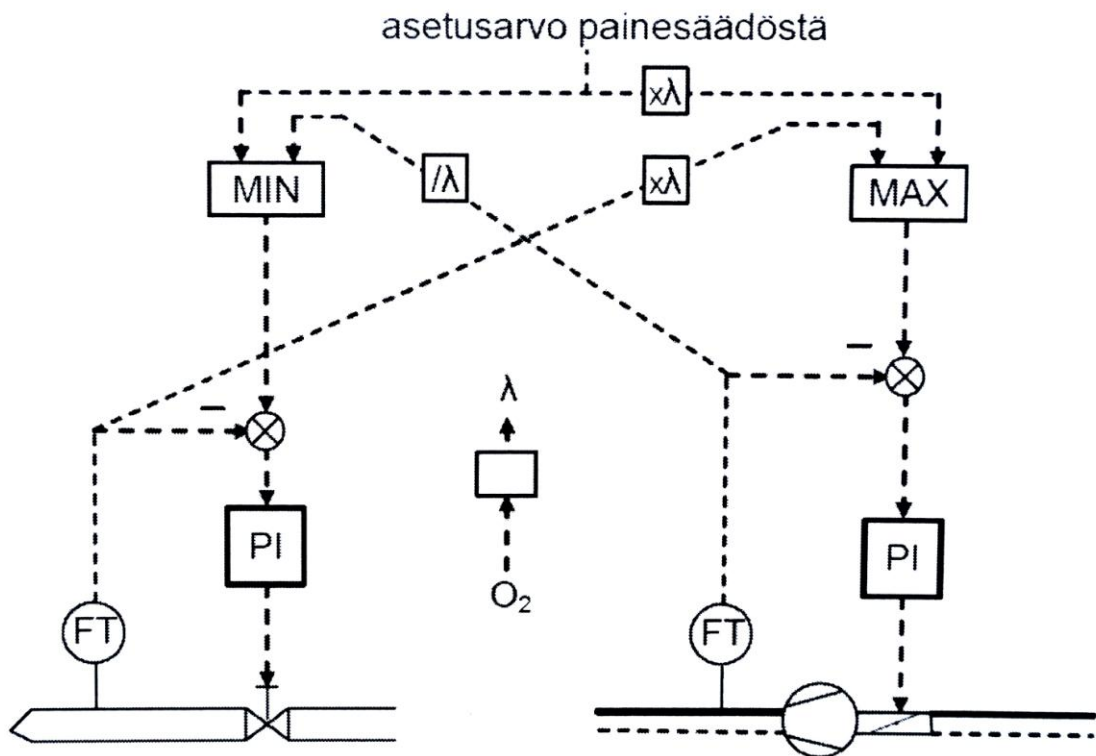 asetusarvo painesäädöstä
xλ
/λ
xλ
MIN
MAX
–
–
λ
PI
PI
O₂
FT
FT